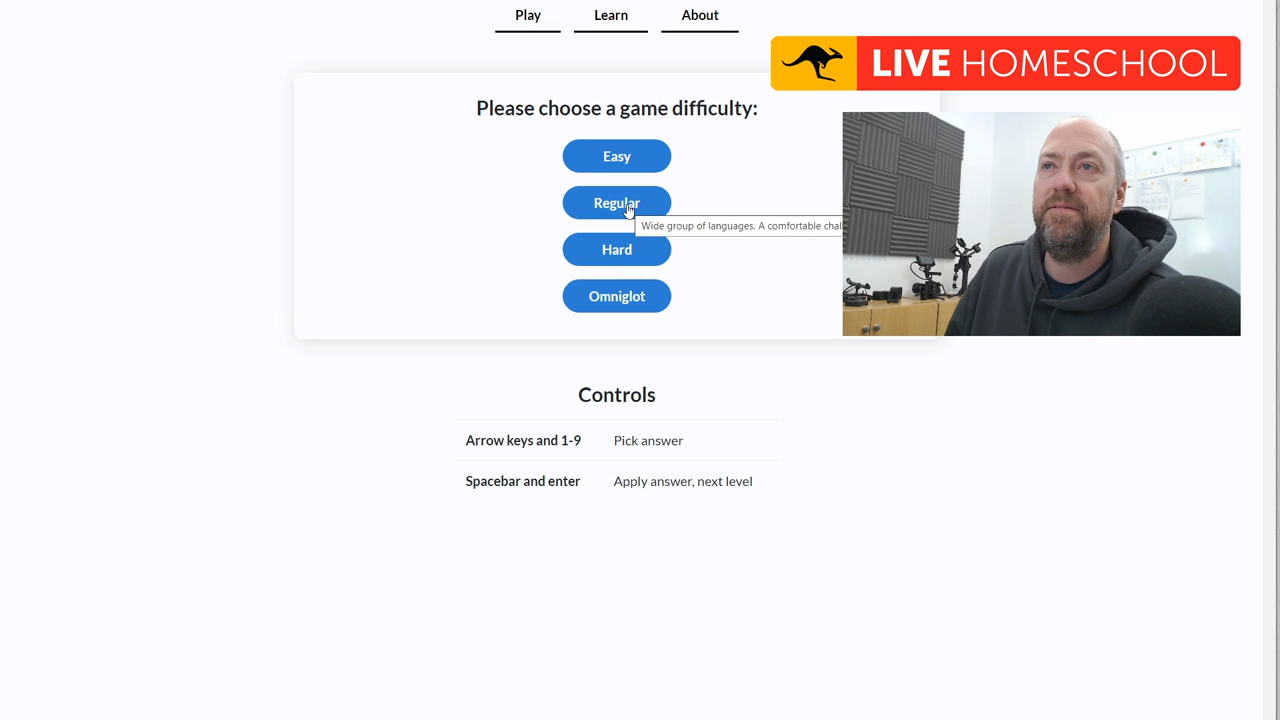 Play
Learn
About
LIVE HOMESCHOOL
Please choose a game difficulty:
Easy
Regular
Wide group of languages. A comfortable
Hard
Omniglot
Controls
Arrow keys and 1-9 Pick answer
Spacebar and enter Apply answer, next level